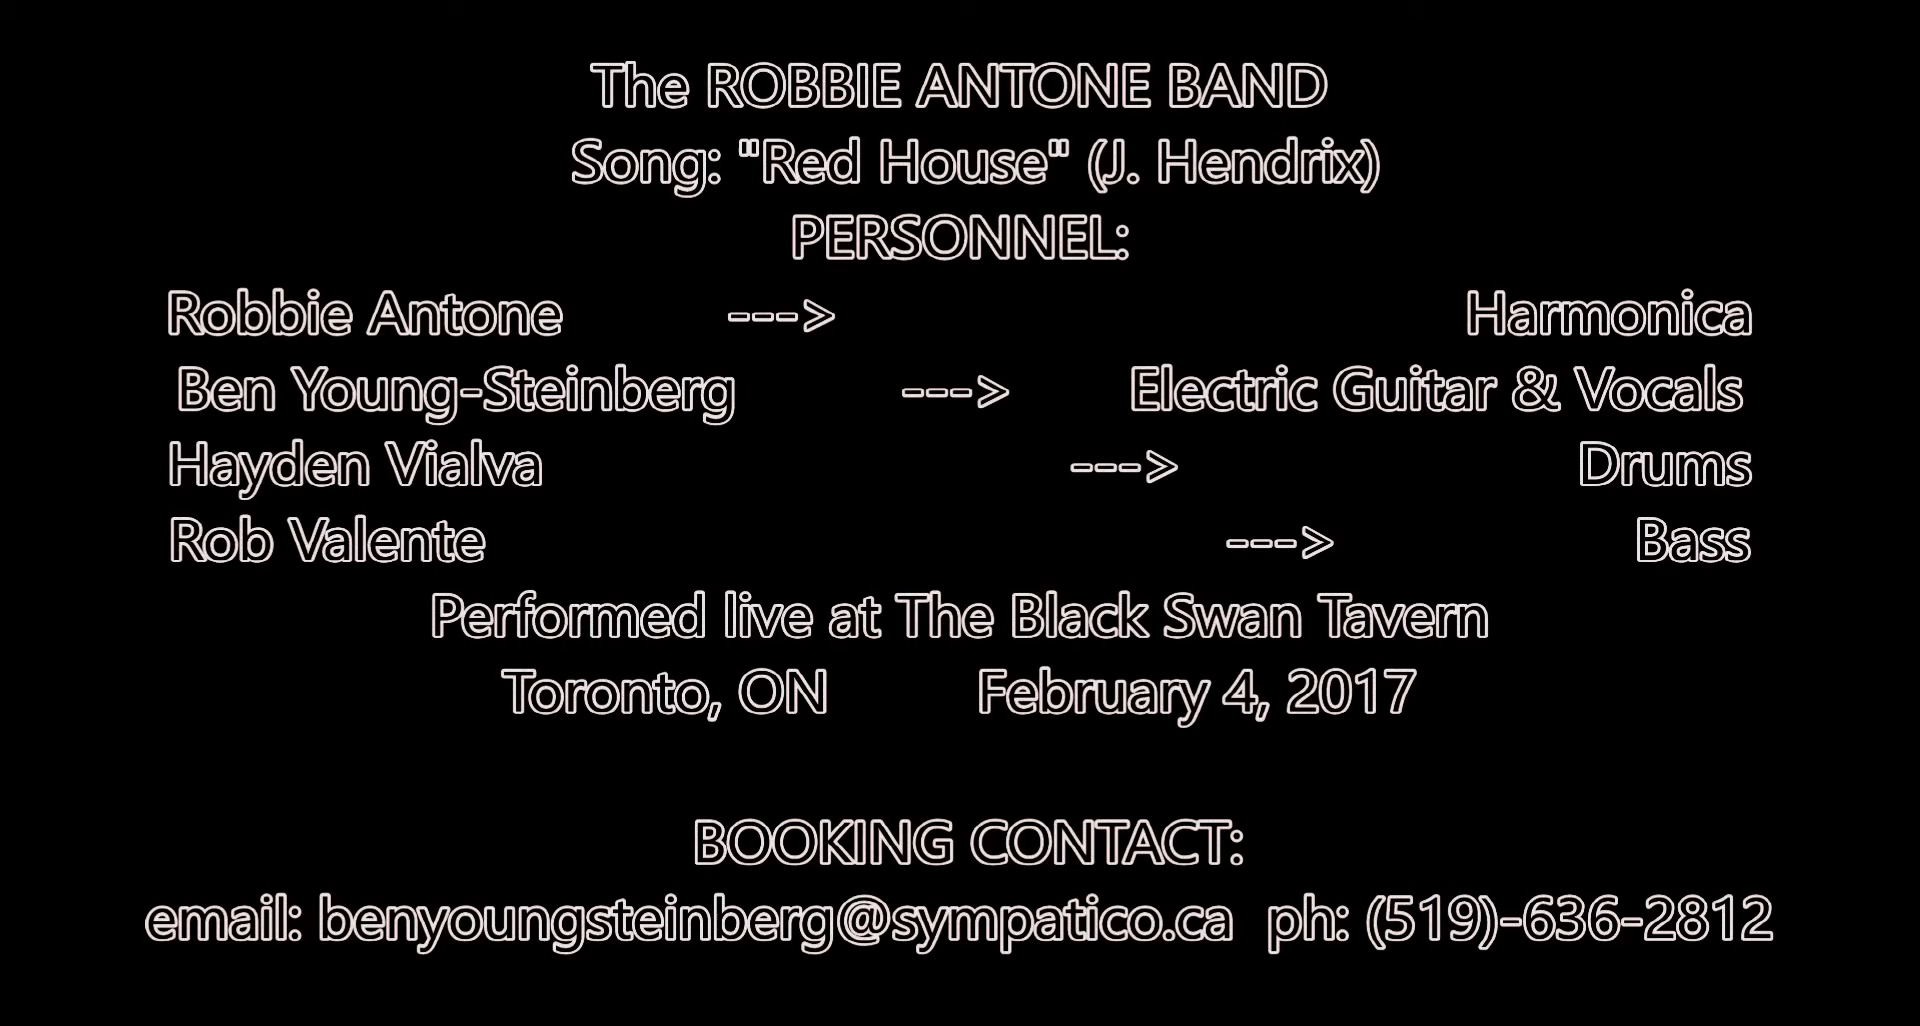 The ROBBIE ANTONE BAND
Song: "Red House" (J. Hendrix)
PERSONNEL:
Robbie Antone ---> Harmonica
Ben Young-Steinberg ---> Electric Guitar & Vocals
Hayden Vialva ---> Drums
Rob Valente ---> Bass
Performed live at The Black Swan Tavern
Toronto, ON February 4, 2017
BOOKING CONTACT:
email: benyoungsteinberg@sympatico.ca ph: (519)-636-2812